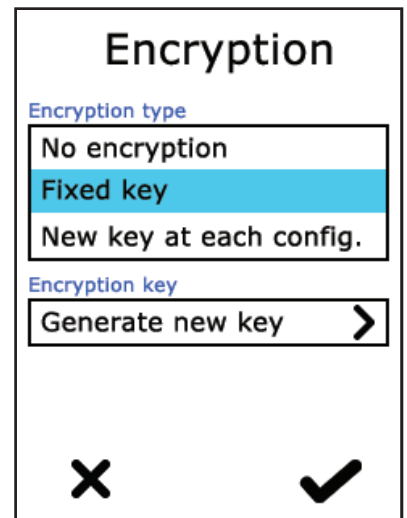 Encryption
Encryption type
No encryption
Fixed key
New key at each config.
Encryption key
Generate new key